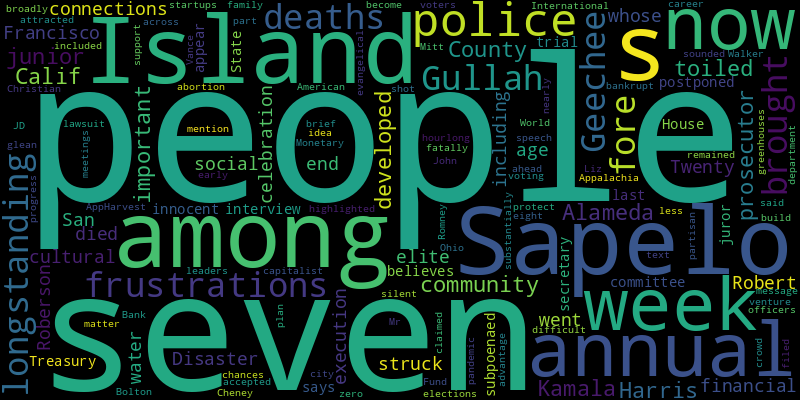 people
seven
Island
Sapelo
among
s
now
week
annual
police
deaths
connections
Francisco
junior
Calif
County
Gullah
Geechee
whose
toiled
brought
fore
prosecutor
longstanding
important
celebration
developed
including
social
end
age
Alameda
Twenty
House
postponed
trial
San
died
cultural
Roberson
frustrations
innocent
interview
elite
believes
community
water
Disaster
Treasury
execution
says
struck
subpoenaed
went
secretary
committee
Robert
Kamala
Harris
financial
juror
last
state
appear
broadly
startups
family
become
voters
International
career
attracted
across
part
Mitt
sounded
Walker
included
support
Vance
evangelicals
Christian
abortion
American
shot
nearly
bankrupt
JD
lawsuit
meetings
mention
brief
idea
Monetary
hourlong
fatally
John
World
speech
ahead
voting
Liz
Appalachia
remained
greenhouses
department
glean
progress
AppHarvest
early
highlighted
Romney
Ohio
substantially
eight
protect
less
said
build
partisan
text
message
venture
officers
leaders
capitalist
silent
Mr
claimed
pandemic
Fund
elections
advantage
difficult
crowd
filed
matter
Bank
plan
Bolton
chances
accepted
Cheney
city
zero